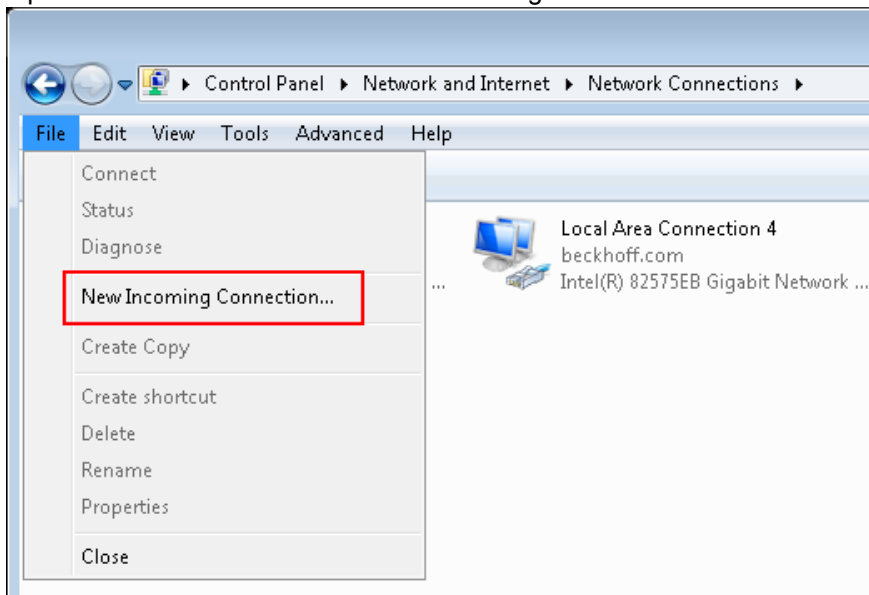 Control Panel ▸ Network and Internet ▸ Network Connections ▸
File Edit View Tools Advanced Help
Connect
Status
Diagnose
New Incoming Connection...
Create Copy
Create shortcut
Delete
Rename
Properties
Close
...
Local Area Connection 4
beckhoff.com
Intel(R) 82575EB Gigabit Network ...